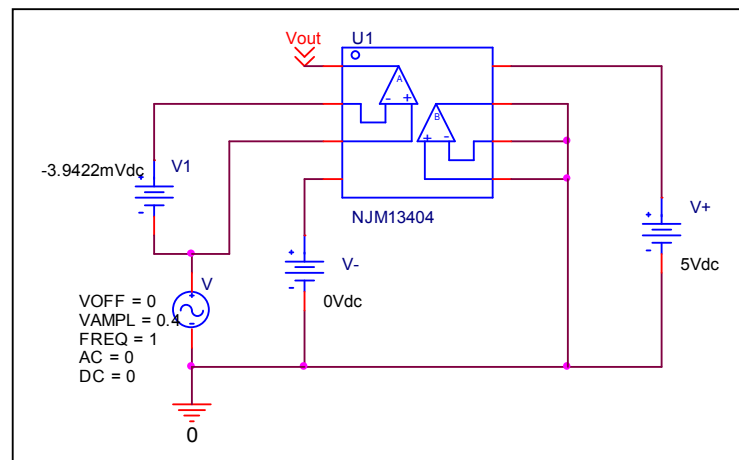 Vout
U1
A
B
- +
+ -
+
-3.9422mVdc
V1
-
NJM13404
V+
+
-
5Vdc
+
V-
-
0Vdc
V
+
-
VOFF = 0
VAMPL = 0.4
FREQ = 1
AC = 0
DC = 0
0